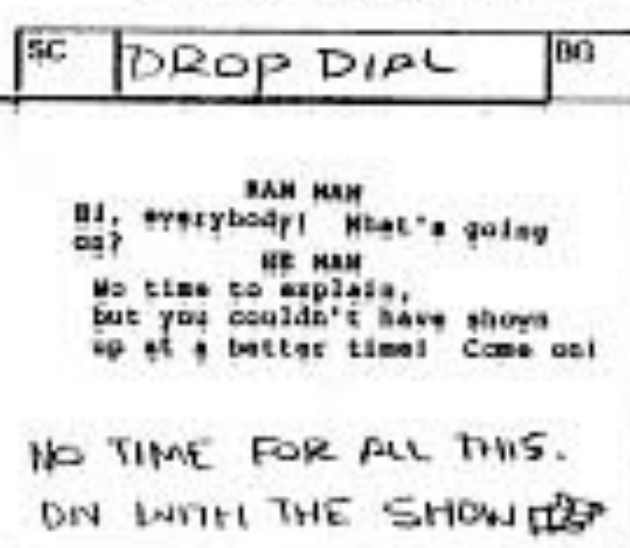 SC DROP DIAL BG
RAM MAN
Hi, everybody! What's going
on?
HE MAN
No time to explain,
but you couldn't have shown
up at a better time! Come on!
NO TIME FOR ALL THIS.
ON WITH THE SHOW